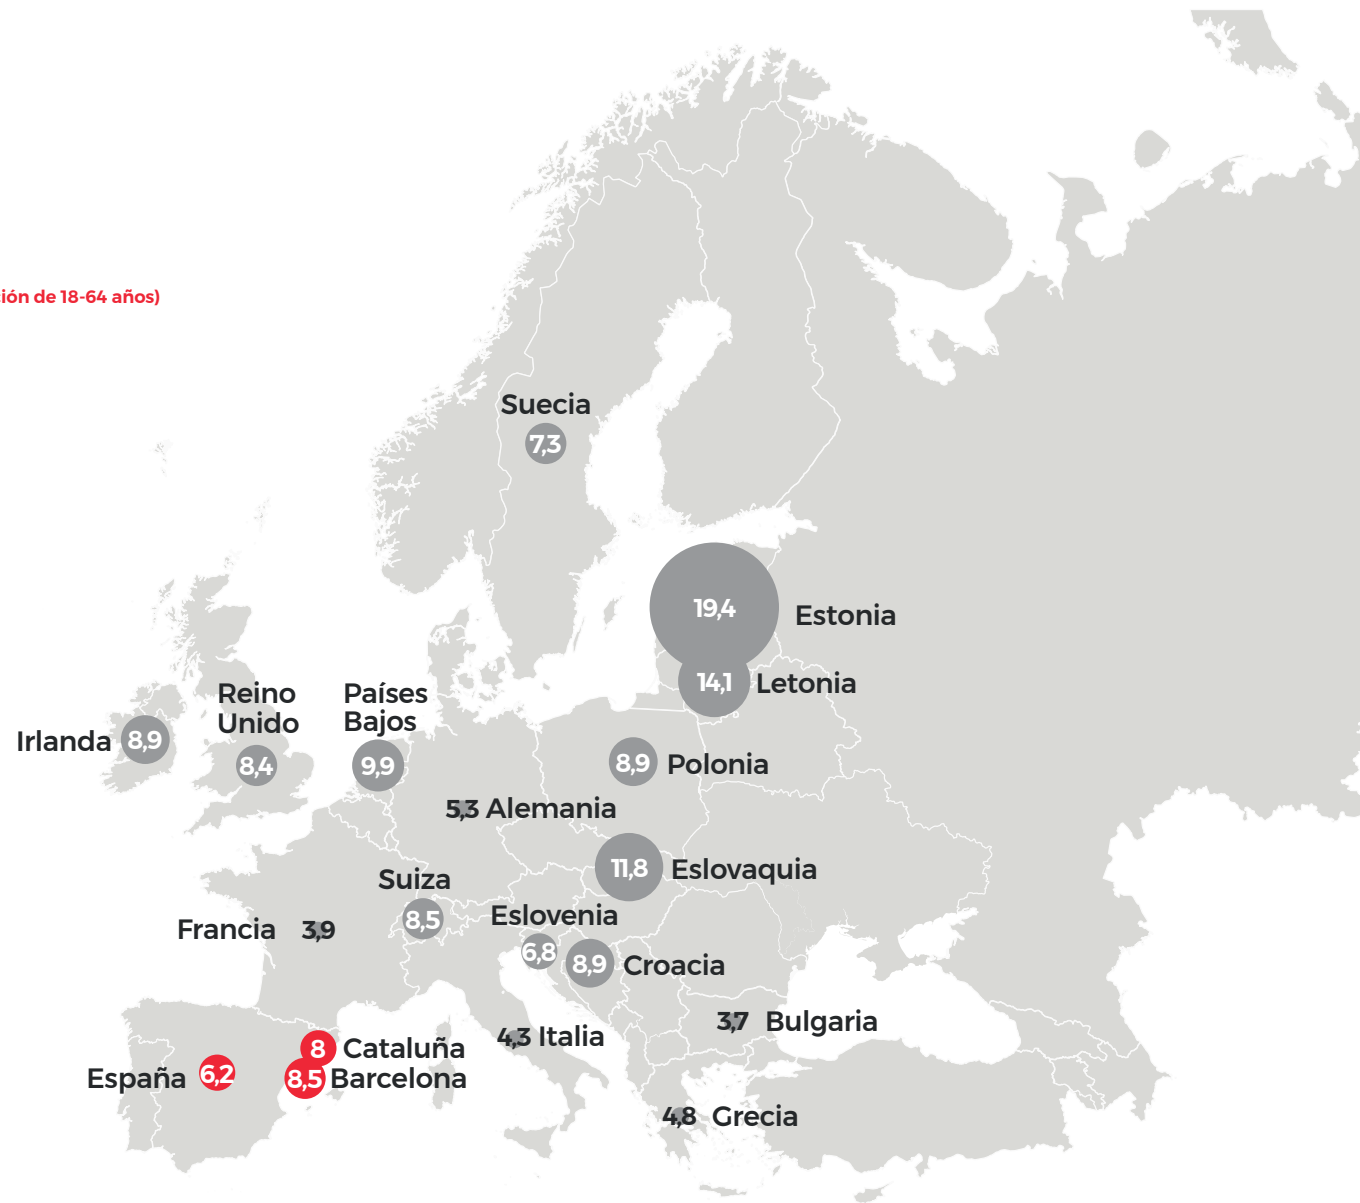 ción de 18-64 años)
Suecia
7,3
19,4
Estonia
14,1 Letonia
Reino
Unido
8,4
Países
Bajos
9,9
Irlanda 8,9
8,9 Polonia
5,3 Alemania
11,8 Eslovaquia
Suiza
8,5
Eslovenia
6,8
Francia 3,9
8,9 Croacia
3,7 Bulgaria
4,3 Italia
8 Cataluña
España 6,2
8,5 Barcelona
4,8 Grecia